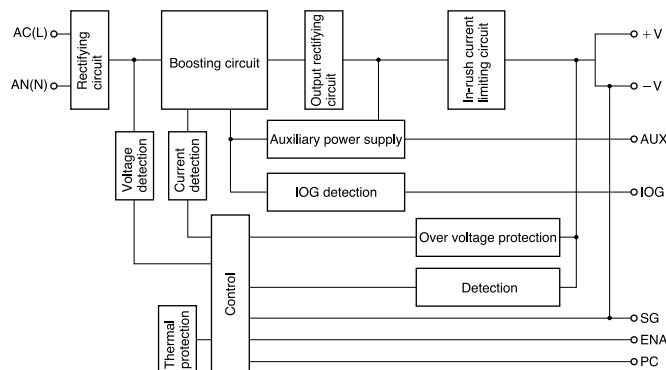 AC(L)
AN(N)
Rectifying
circuit
Boosting circuit
Output rectifying
circuit
In-rush current
limiting circuit
+V
−V
Voltage
detection
Current
detection
Auxiliary power supply
AUX
IOG detection
IOG
Control
Over voltage protection
Detection
Thermal
protection
SG
ENA
PC